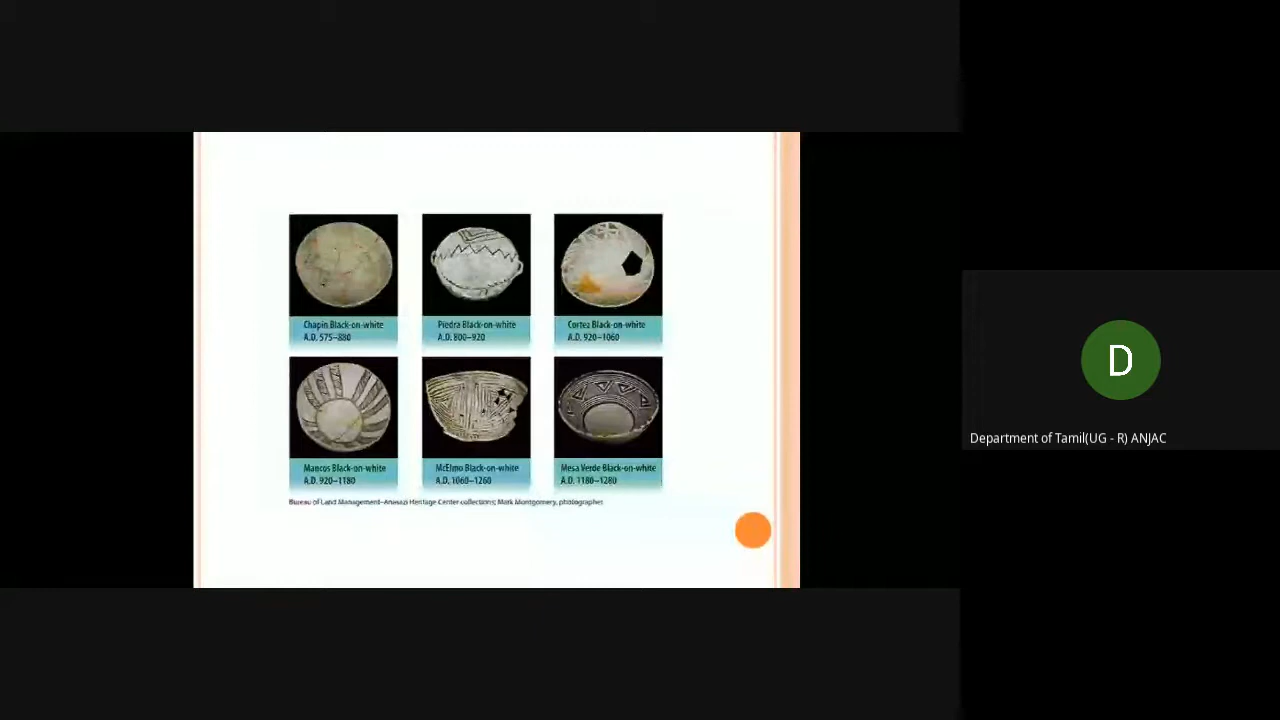 Chapin Black-on-white
A.D. 575–880
Piedra Black-on-white
A.D. 800–920
Cortez Black-on-white
A.D. 920–1060
Mancos Black-on-white
A.D. 920–1180
McElmo Black-on-white
A.D. 1060–1260
Mesa Verde Black-on-white
A.D. 1180–1280
Bureau of Land Management–Anasazi Heritage Center collections; Mark Montgomery, photographer
D
Department of Tamil(UG - R) ANJAC